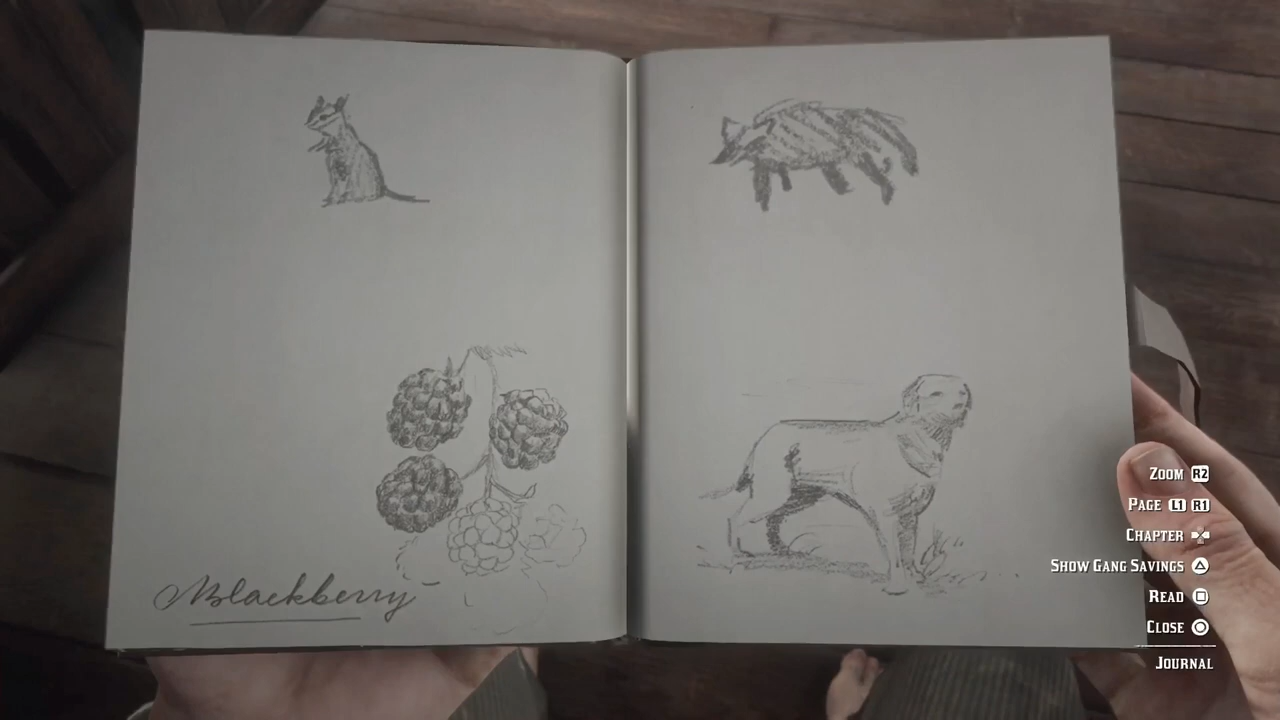 Blackberry
ZOOM R2
PAGE L1 R1
CHAPTER
SHOW GANG SAVINGS
READ
CLOSE
JOURNAL